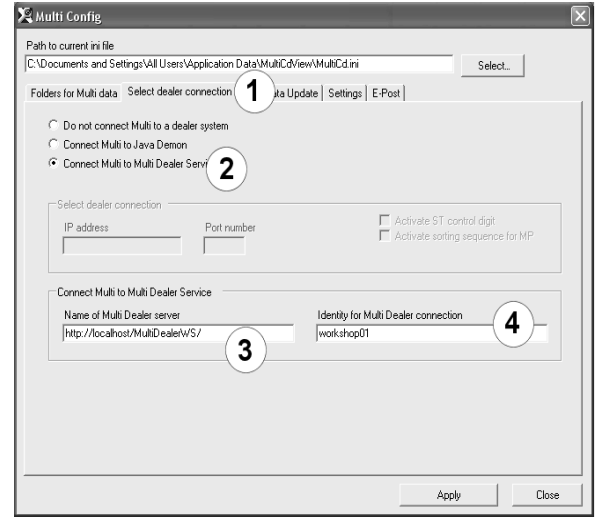 Multi Config
Path to current ini file
C:\Documents and Settings\All Users\Application Data\MultiCdView\MultiCd.ini
Select...
Folders for Multi data Select dealer connection 1 ata Update Settings E-Post
Do not connect Multi to a dealer system
Connect Multi to Java Demon
Connect Multi to Multi Dealer Servi 2
Select dealer connection
IP address Port number Activate ST control digit
Activate sorting sequence for MP
Connect Multi to Multi Dealer Service
Name of Multi Dealer server Identity for Multi Dealer connection 4
http://localhost/MultiDealerWS/ workshop01
3
Apply Close